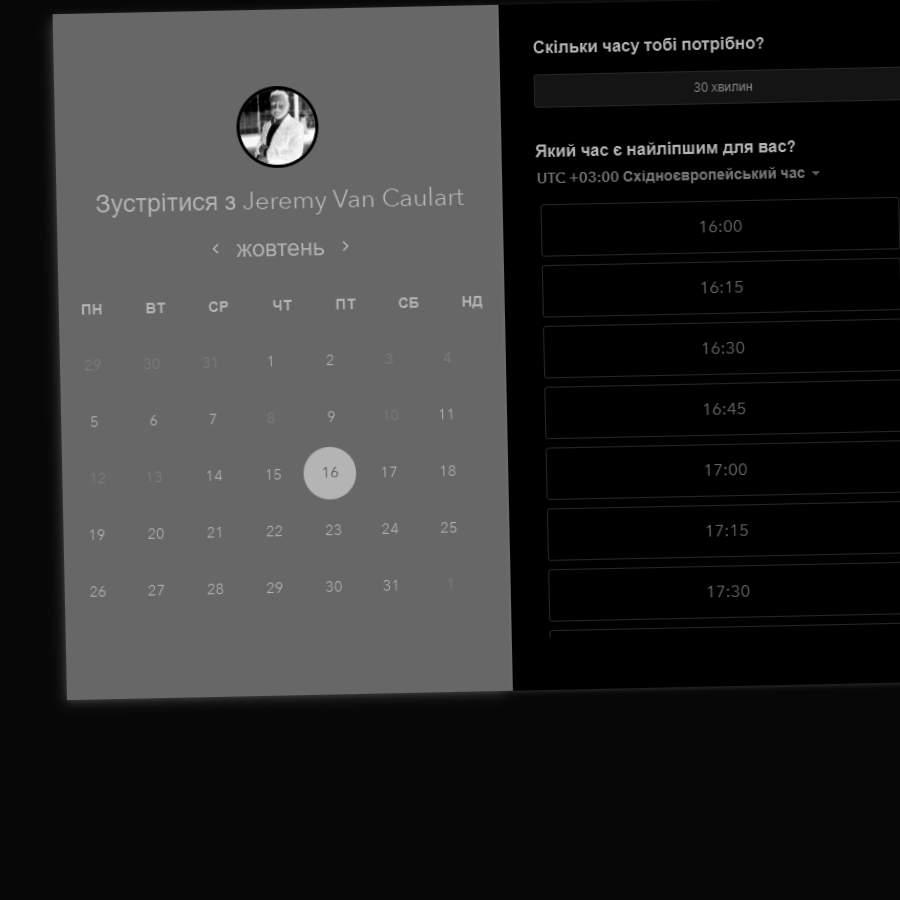 Зустрітися з Jeremy Van Caulart
жовтень
ПН ВТ СР ЧТ ПТ СБ НД
29 30 31 1 2 3 4
5 6 7 8 9 10 11
12 13 14 15 16 17 18
19 20 21 22 23 24 25
26 27 28 29 30 31 1
Скільки часу тобі потрібно?
30 хвилин
Який час є найліпшим для вас?
UTC +03:00 Східноєвропейський час
16:00
16:15
16:30
16:45
17:00
17:15
17:30